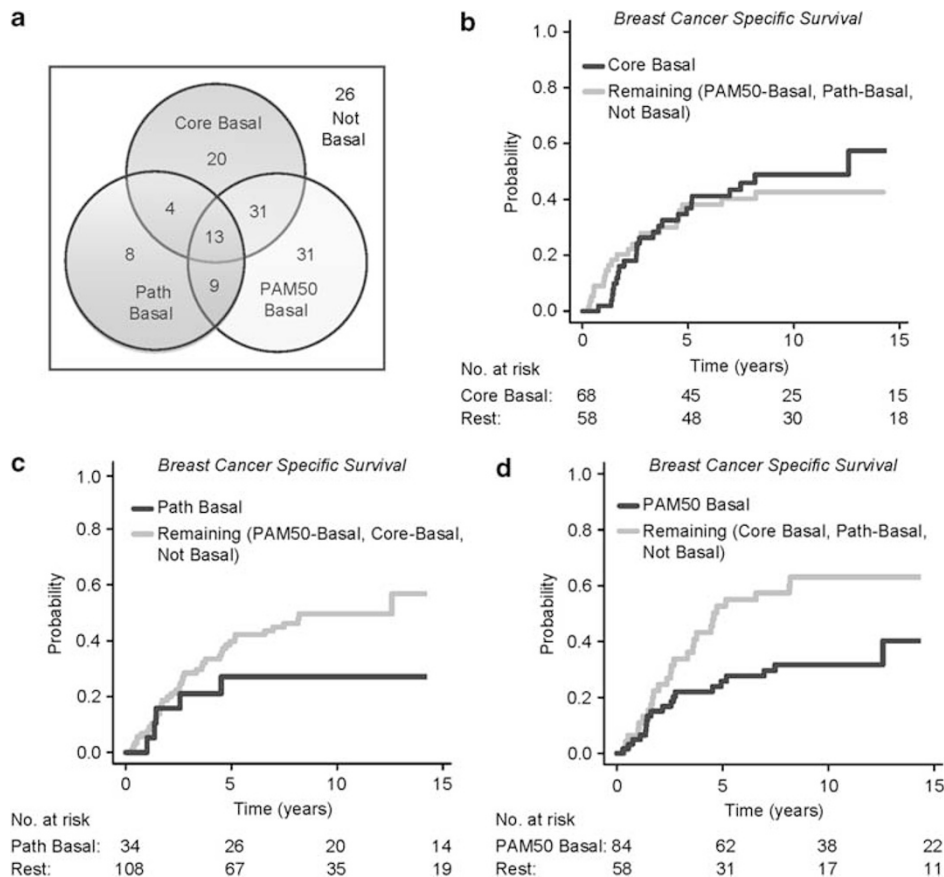 a
26
Not
Basal
Core Basal
20
4
31
13
8
31
9
Path
Basal
PAM50
Basal
b
Breast Cancer Specific Survival
Core Basal
Remaining (PAM50-Basal, Path-Basal,
Not Basal)
Probability
1.0
0.8
0.6
0.4
0.2
0.0
0 5 10 15
Time (years)
No. at risk
Core Basal: 68 45 25 15
Rest: 58 48 30 18
c
Breast Cancer Specific Survival
Path Basal
Remaining (PAM50-Basal, Core-Basal,
Not Basal)
Probability
1.0
0.8
0.6
0.4
0.2
0.0
0 5 10 15
Time (years)
No. at risk
Path Basal: 34 26 20 14
Rest: 108 67 35 19
d
Breast Cancer Specific Survival
PAM50 Basal
Remaining (Core Basal, Path-Basal,
Not Basal)
Probability
1.0
0.8
0.6
0.4
0.2
0.0
0 5 10 15
Time (years)
No. at risk
PAM50 Basal: 84 62 38 22
Rest: 58 31 17 11